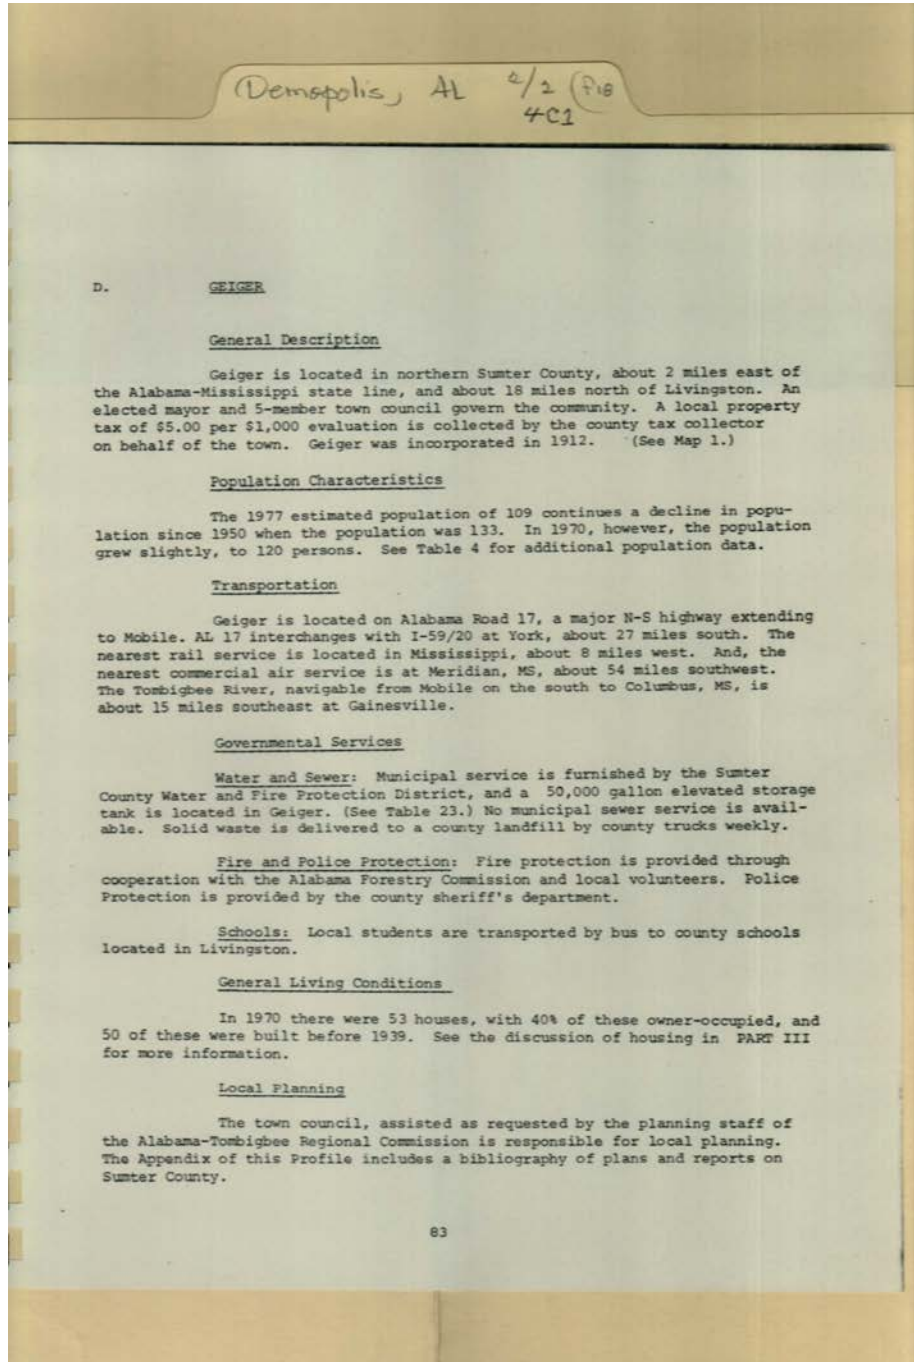 Demopolis, AL 2/2
4C1
D. GEIGER
General Description
Geiger is located in northern Sumter County, about 2 miles east of
the Alabama-Mississippi state line, and about 18 miles north of Livingston. An
elected mayor and 5-member town council govern the community. A local property
tax of $5.00 per $1,000 evaluation is collected by the county tax collector
on behalf of the town. Geiger was incorporated in 1912. (See Map 1.)
Population Characteristics
The 1977 estimated population of 109 continues a decline in popu-
lation since 1950 when the population was 133. In 1970, however, the population
grew slightly, to 120 persons. See Table 4 for additional population data.
Transportation
Geiger is located on Alabama Road 17, a major N-S highway extending
to Mobile. AL 17 interchanges with I-59/20 at York, about 27 miles south. The
nearest rail service is located in Mississippi, about 8 miles west. And, the
nearest commercial air service is at Meridian, MS, about 54 miles southwest.
The Tombigbee River, navigable from Mobile on the south to Columbus, MS, is
about 15 miles southeast at Gainesville.
Governmental Services
Water and Sewer: Municipal service is furnished by the Sumter
County Water and Fire Protection District, and a 50,000 gallon elevated storage
tank is located in Geiger. (See Table 23.) No municipal sewer service is avail-
able. Solid waste is delivered to a county landfill by county trucks weekly.
Fire and Police Protection: Fire protection is provided through
cooperation with the Alabama Forestry Commission and local volunteers. Police
Protection is provided by the county sheriff's department.
Schools: Local students are transported by bus to county schools
located in Livingston.
General Living Conditions
In 1970 there were 53 houses, with 40% of these owner-occupied, and
50 of these were built before 1939. See the discussion of housing in PART III
for more information.
Local Planning
The town council, assisted as requested by the planning staff of
the Alabama-Tombigbee Regional Commission is responsible for local planning.
The Appendix of this Profile includes a bibliography of plans and reports on
Sumter County.
83